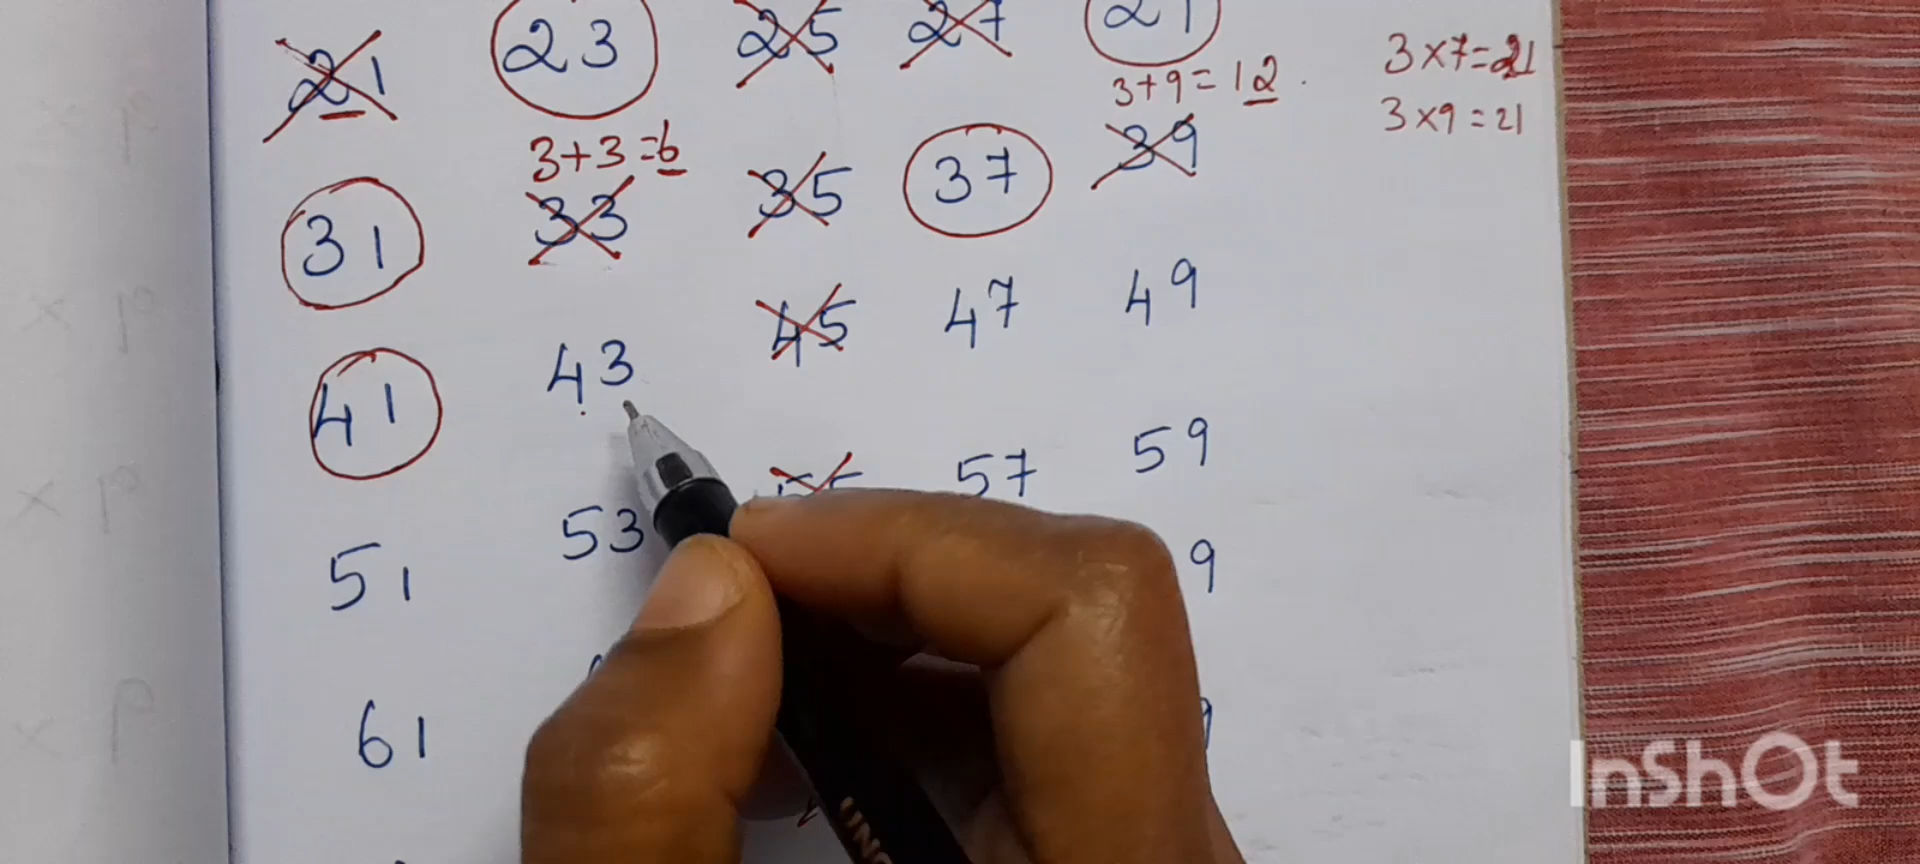 21 23 25 27 21
3×7=21
3+9=12.
3×9=21
3+3=6
31 33 35 37 39
41 43 45 47 49
51 53 57 59
9
61
InShOt